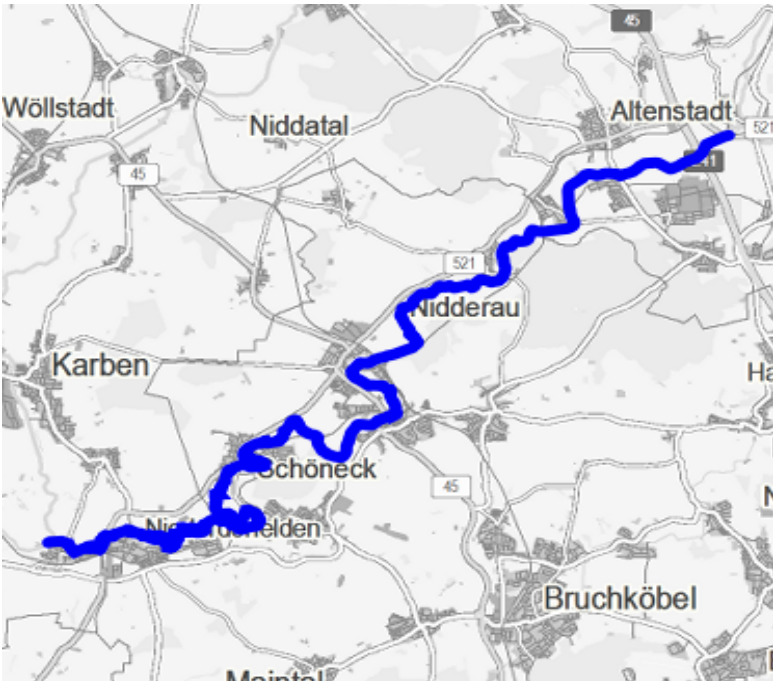 45
Wöllstadt
Altenstadt
Niddatal
521
45
521
Nidderau
Karben
Schöneck
45
Bruchköbel